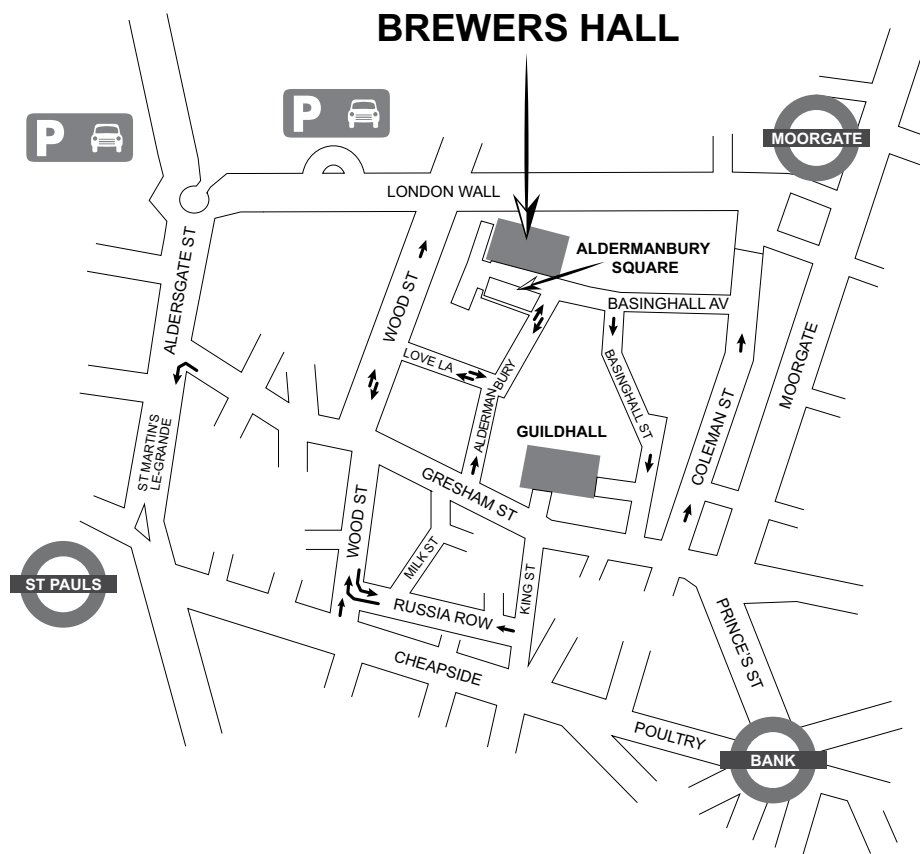 BREWERS HALL
P
P
MOORGATE
LONDON WALL
ALDERMANBURY
SQUARE
ALDERSGATE ST
WOOD ST
BASINGHALL AV
LOVE LA
ALDERMANBURY
BASINGHALL ST
MOORGATE
COLEMAN ST
ST MARTIN'S
LE-GRANDE
GUILDHALL
GRESHAM ST
WOOD ST
MILK ST
KING ST
ST PAULS
RUSSIA ROW
PRINCE'S ST
CHEAPSIDE
POULTRY
BANK